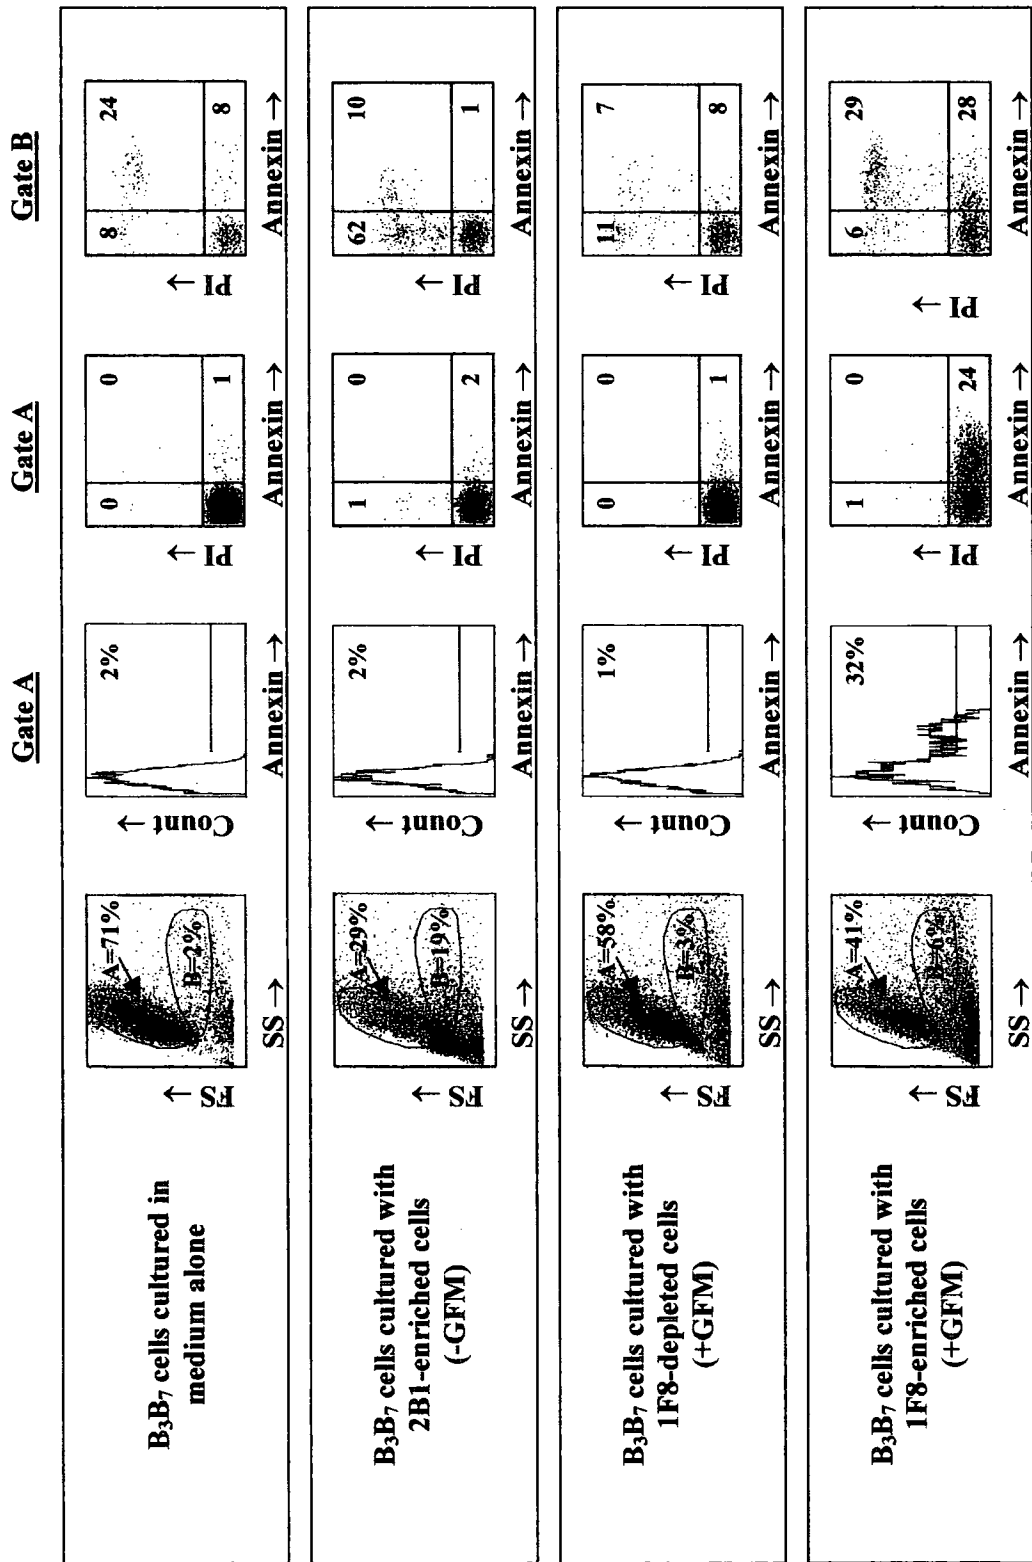 Gate A
Gate A
Gate B
B₃B₇ cells cultured in
medium alone
FS →
A=71%
B=2%
SS →
Count →
2%
Annexin →
PI →
0 0
1
Annexin →
PI →
8 24
8
Annexin →
B₃B₇ cells cultured with
2B1-enriched cells
(-GFM)
FS →
A=29%
B=19%
SS →
Count →
2%
Annexin →
PI →
1 0
2
Annexin →
PI →
62 10
1
Annexin →
B₃B₇ cells cultured with
1F8-depleted cells
(+GFM)
FS →
A=58%
B=3%
SS →
Count →
1%
Annexin →
PI →
0 0
1
Annexin →
PI →
11 7
8
Annexin →
B₃B₇ cells cultured with
1F8-enriched cells
(+GFM)
FS →
A=41%
B=6%
SS →
Count →
32%
Annexin →
PI →
1 0
24
Annexin →
PI →
6 29
28
Annexin →